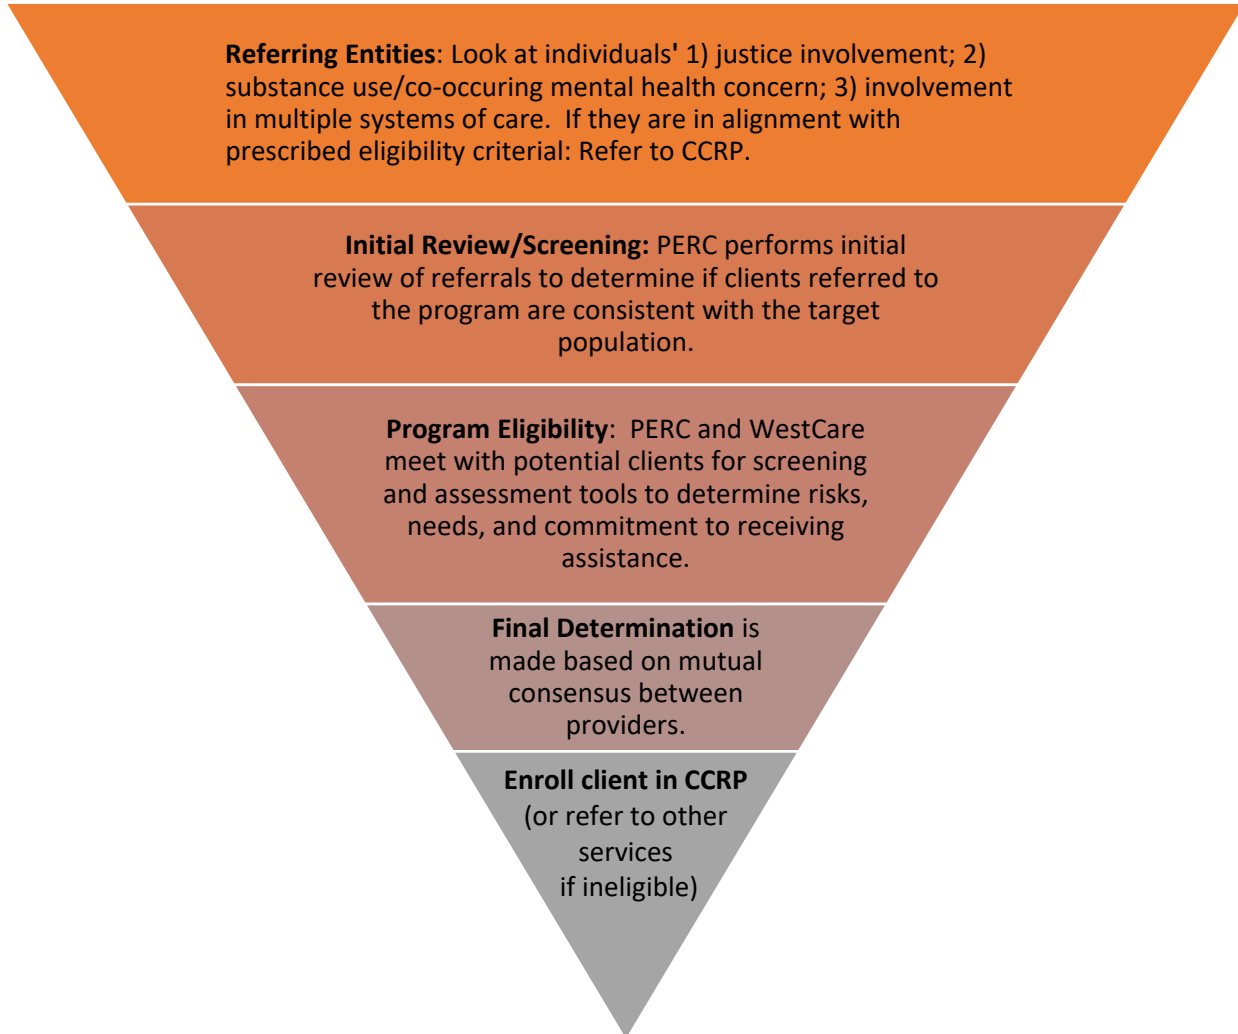 Referring Entities: Look at individuals' 1) justice involvement; 2)
substance use/co-occuring mental health concern; 3) involvement
in multiple systems of care.  If they are in alignment with
prescribed eligibility criterial: Refer to CCRP.
Initial Review/Screening: PERC performs initial
review of referrals to determine if clients referred to
the program are consistent with the target
population.
Program Eligibility:  PERC and WestCare
meet with potential clients for screening
and assessment tools to determine risks,
needs, and commitment to receiving
assistance.
Final Determination is
made based on mutual
consensus between
providers.
Enroll client in CCRP
(or refer to other
services
if ineligible)